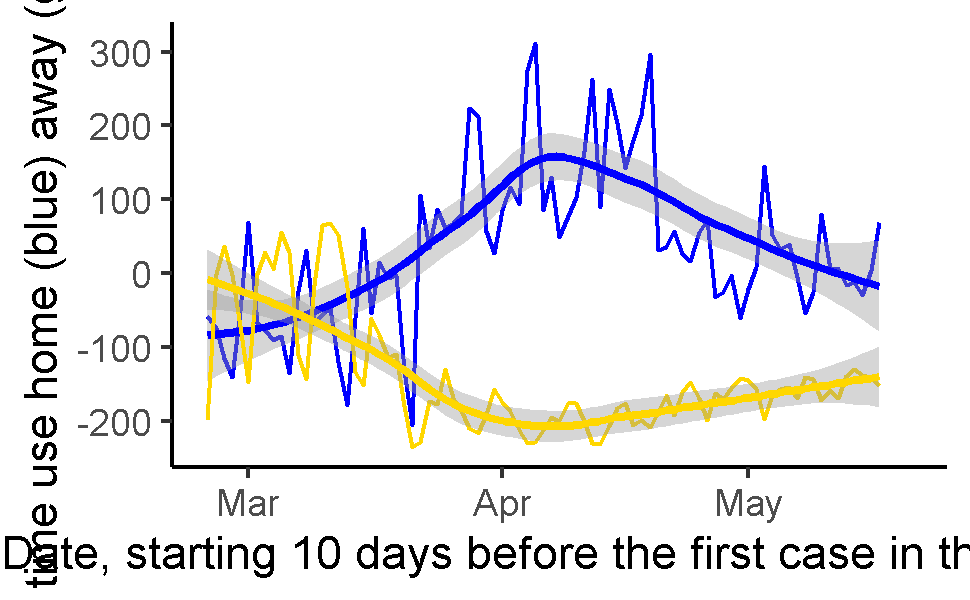 time use home (blue) away (
300
200
100
0
-100
-200
Mar Apr May
Date, starting 10 days before the first case in th